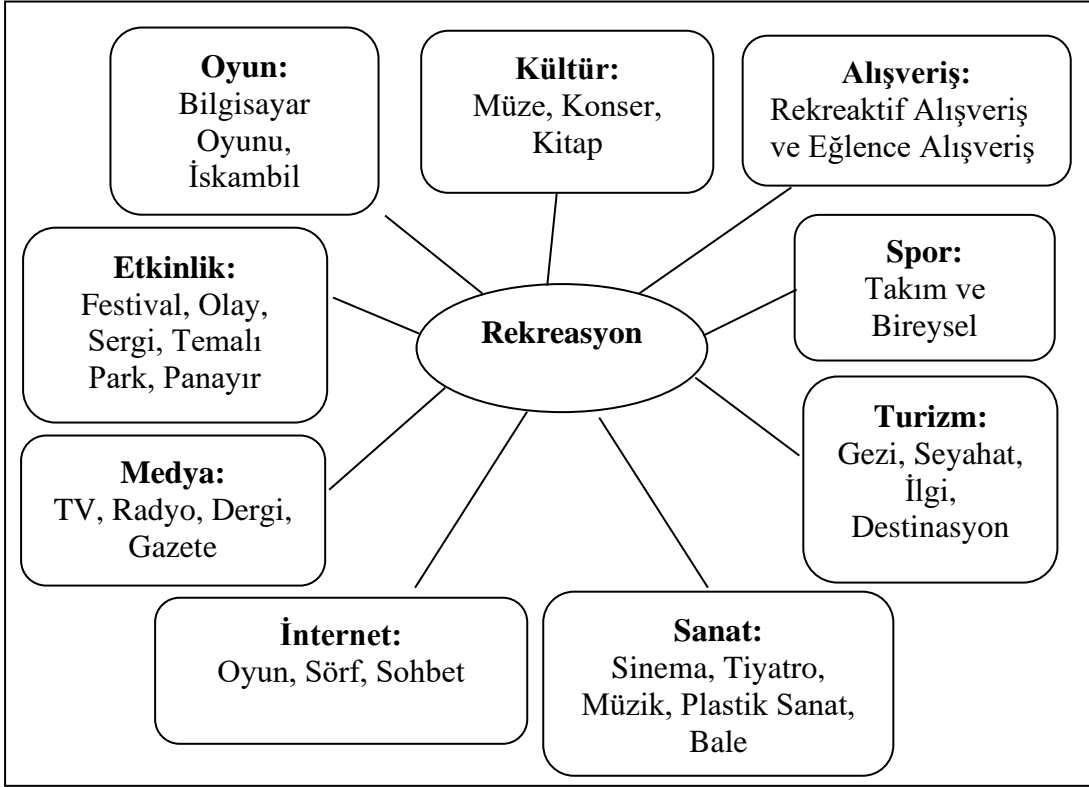 Oyun:
Bilgisayar
Oyunu,
İskambil
Kültür:
Müze, Konser,
Kitap
Alışveriş:
Rekreaktif Alışveriş
ve Eğlence Alışveriş
Etkinlik:
Festival, Olay,
Sergi, Temalı
Park, Panayır
Rekreasyon
Spor:
Takım ve
Bireysel
Medya:
TV, Radyo, Dergi,
Gazete
Turizm:
Gezi, Seyahat,
İlgi,
Destinasyon
İnternet:
Oyun, Sörf, Sohbet
Sanat:
Sinema, Tiyatro,
Müzik, Plastik Sanat,
Bale